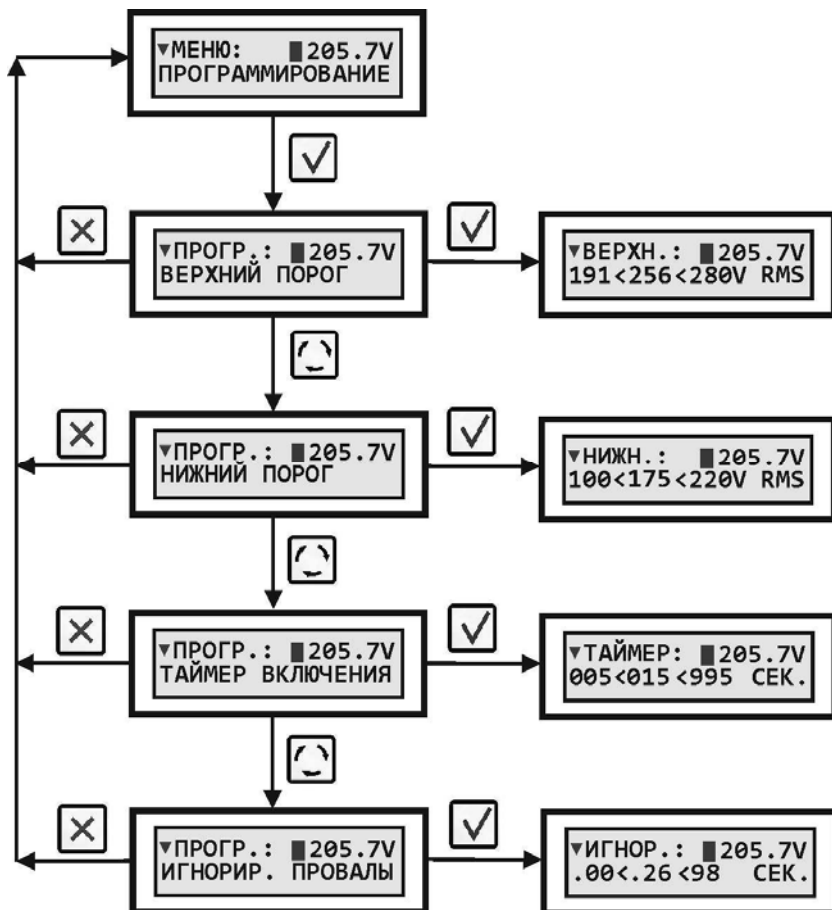 ▼МЕНЮ: █205.7V
ПРОГРАММИРОВАНИЕ
▼ПРОГР.: █205.7V
ВЕРХНИЙ ПОРОГ
▼ВЕРХН.: █205.7V
191<256<280V RMS
▼ПРОГР.: █205.7V
НИЖНИЙ ПОРОГ
▼НИЖН.: █205.7V
100<175<220V RMS
▼ПРОГР.: █205.7V
ТАЙМЕР ВКЛЮЧЕНИЯ
▼ТАЙМЕР: █205.7V
005<015<995 СЕК.
▼ПРОГР.: █205.7V
ИГНОРИР. ПРОВАЛЫ
▼ИГНОР.: █205.7V
.00<.26<98 СЕК.